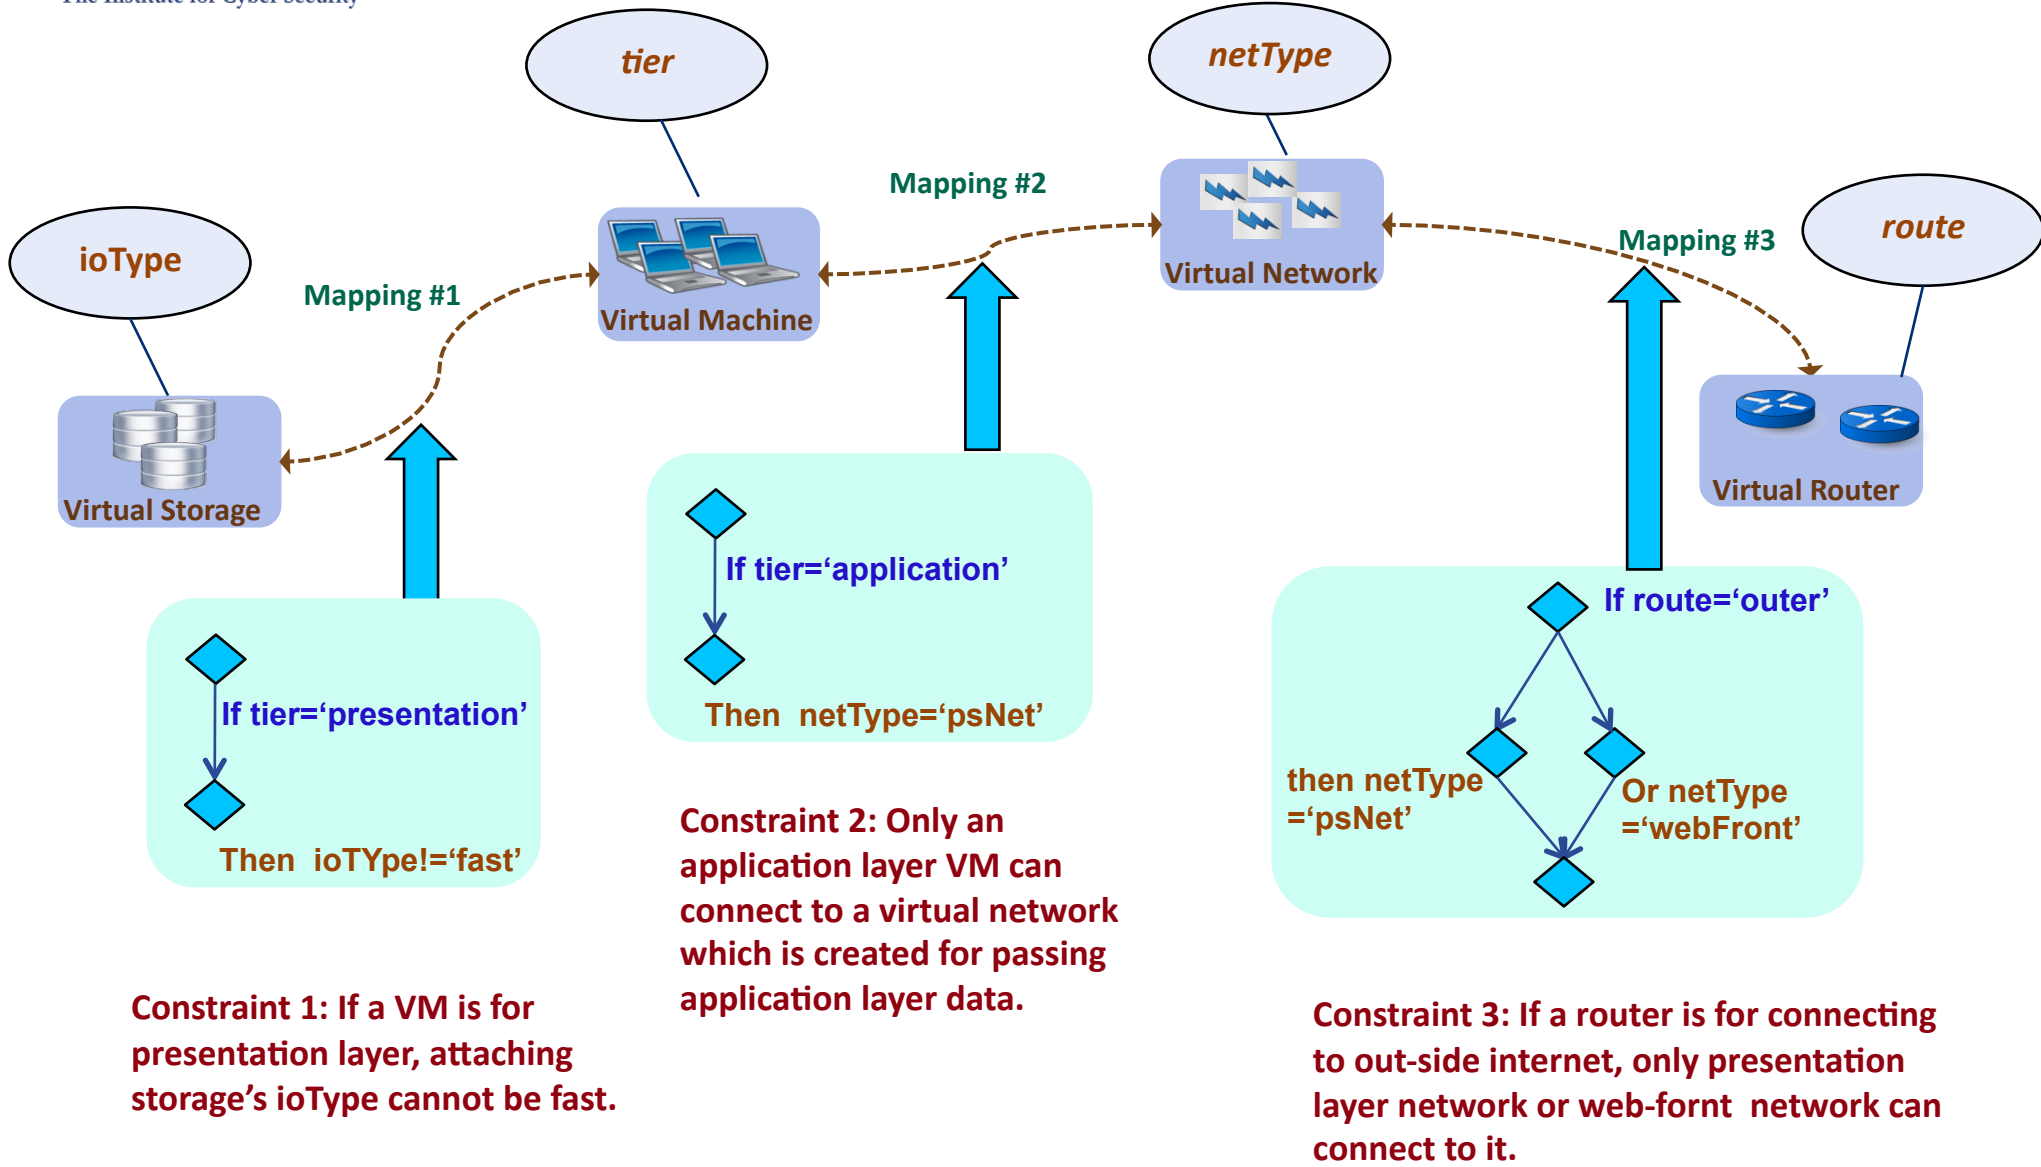 The Institute for Cyber Security
tier
netType
ioType
route
Mapping #1
Mapping #2
Mapping #3
Virtual Storage
Virtual Machine
Virtual Network
Virtual Router
If tier=‘presentation’
Then ioTYpe!=‘fast’
If tier=‘application’
Then netType=‘psNet’
If route=‘outer’
then netType
=‘psNet’
Or netType
=‘webFront’
Constraint 1: If a VM is for
presentation layer, attaching
storage’s ioType cannot be fast.
Constraint 2: Only an
application layer VM can
connect to a virtual network
which is created for passing
application layer data.
Constraint 3: If a router is for connecting
to out-side internet, only presentation
layer network or web-fornt network can
connect to it.